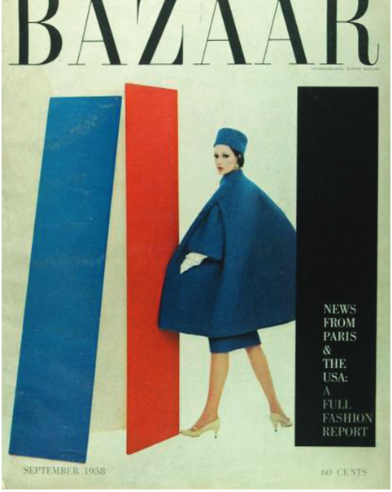 BAZAAR
NEWS
FROM
PARIS
&
THE
USA:
A
FULL
FASHION
REPORT
SEPTEMBER 1958
60 CENTS